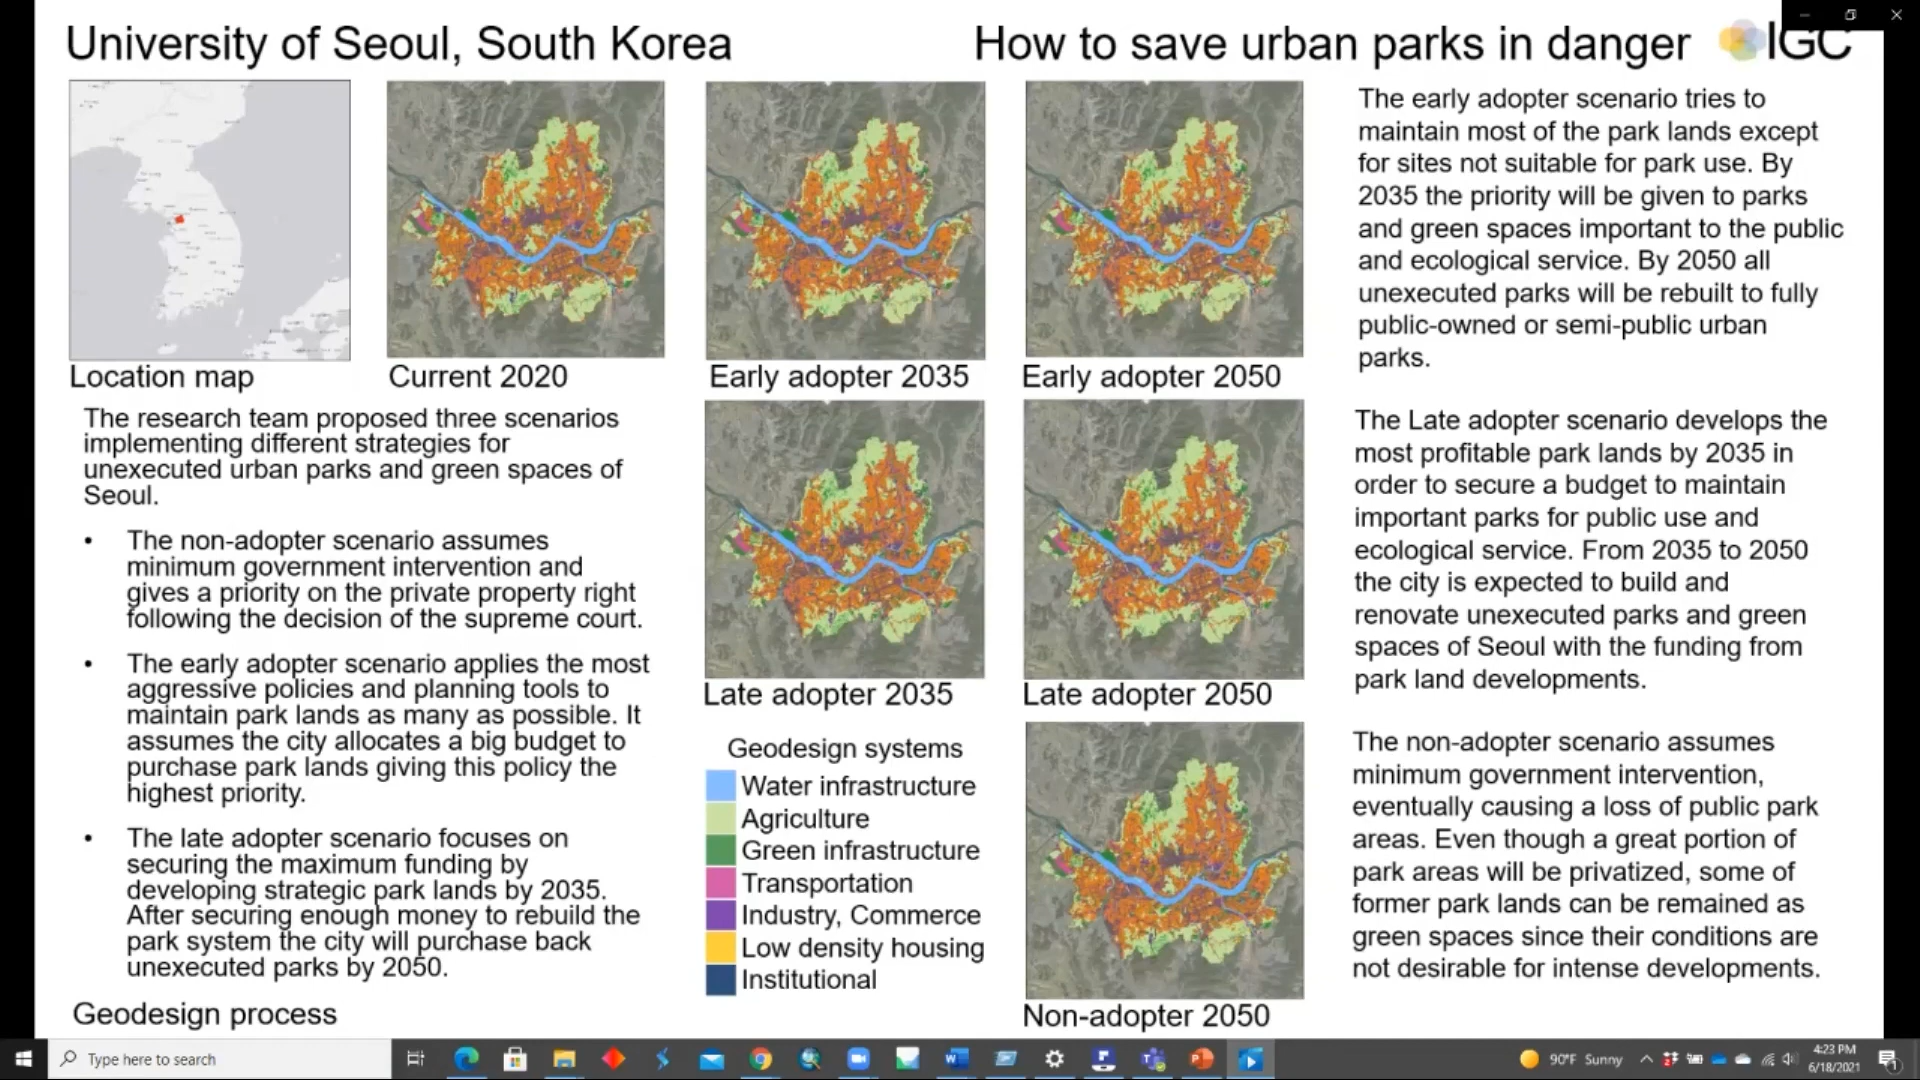 University of Seoul, South Korea
How to save urban parks in danger
IGC
Location map
Current 2020
Early adopter 2035
Early adopter 2050
The research team proposed three scenarios
implementing different strategies for
unexecuted urban parks and green spaces of
Seoul.
• The non-adopter scenario assumes
minimum government intervention and
gives a priority on the private property right
following the decision of the supreme court.
• The early adopter scenario applies the most
aggressive policies and planning tools to
maintain park lands as many as possible. It
assumes the city allocates a big budget to
purchase park lands giving this policy the
highest priority.
• The late adopter scenario focuses on
securing the maximum funding by
developing strategic park lands by 2035.
After securing enough money to rebuild the
park system the city will purchase back
unexecuted parks by 2050.
Geodesign process
Late adopter 2035
Late adopter 2050
Geodesign systems
Water infrastructure
Agriculture
Green infrastructure
Transportation
Industry, Commerce
Low density housing
Institutional
Non-adopter 2050
The early adopter scenario tries to
maintain most of the park lands except
for sites not suitable for park use. By
2035 the priority will be given to parks
and green spaces important to the public
and ecological service. By 2050 all
unexecuted parks will be rebuilt to fully
public-owned or semi-public urban
parks.
The Late adopter scenario develops the
most profitable park lands by 2035 in
order to secure a budget to maintain
important parks for public use and
ecological service. From 2035 to 2050
the city is expected to build and
renovate unexecuted parks and green
spaces of Seoul with the funding from
park land developments.
The non-adopter scenario assumes
minimum government intervention,
eventually causing a loss of public park
areas. Even though a great portion of
park areas will be privatized, some of
former park lands can be remained as
green spaces since their conditions are
not desirable for intense developments.
Type here to search
90°F Sunny
4:23 PM
6/18/2021